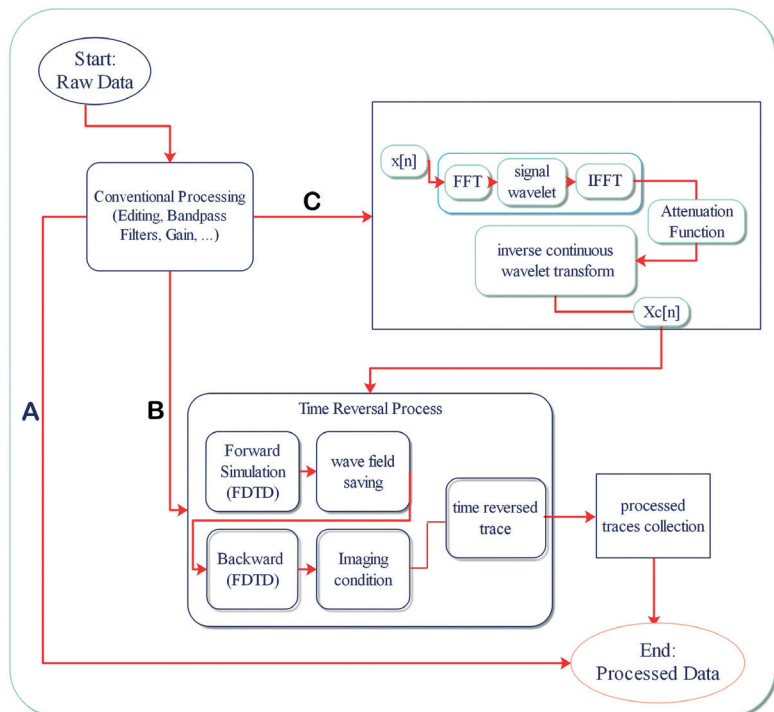 Start:
Raw Data
Conventional Processing
(Editing, Bandpass
Filters, Gain, ...)
C
x[n]
FFT
signal
wavelet
IFFT
Attenuation
Function
inverse continuous
wavelet transform
Xc[n]
A
B
Time Reversal Process
Forward
Simulation
(FDTD)
wave field
saving
Backward
(FDTD)
Imaging
condition
time reversed
trace
processed
traces collection
End:
Processed Data